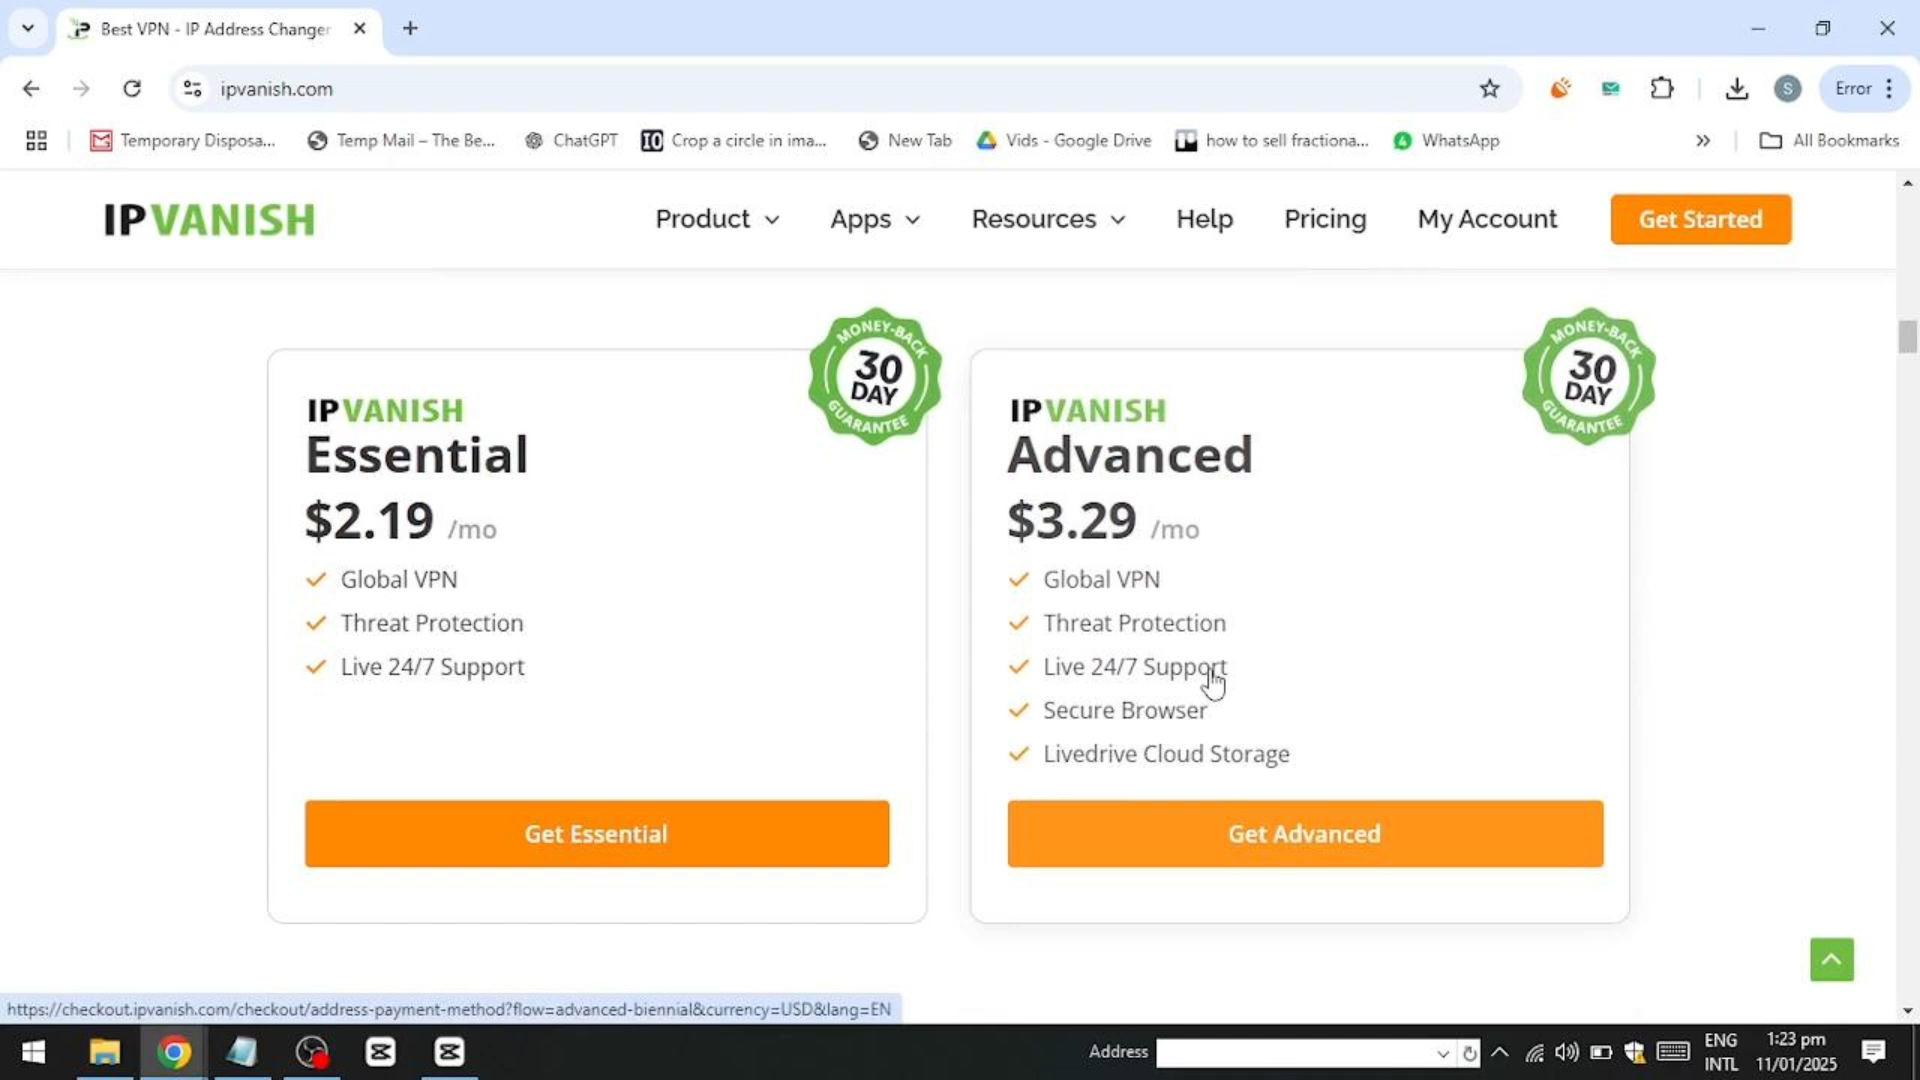 Best VPN - IP Address Changer
ipvanish.com
Error
Temporary Disposa...
Temp Mail – The Be...
ChatGPT
IO
Crop a circle in ima...
New Tab
Vids - Google Drive
how to sell fractiona...
WhatsApp
All Bookmarks
IPVANISH
Product
Apps
Resources
Help
Pricing
My Account
Get Started
MONEY-BACK
30
DAY
GUARANTEE
IPVANISH
Essential
$2.19 /mo
Global VPN
Threat Protection
Live 24/7 Support
Get Essential
MONEY-BACK
30
DAY
GUARANTEE
IPVANISH
Advanced
$3.29 /mo
Global VPN
Threat Protection
Live 24/7 Support
Secure Browser
Livedrive Cloud Storage
Get Advanced
https://checkout.ipvanish.com/checkout/address-payment-method?flow=advanced-biennial&currency=USD&lang=EN
Address
ENG
INTL
1:23 pm
11/01/2025